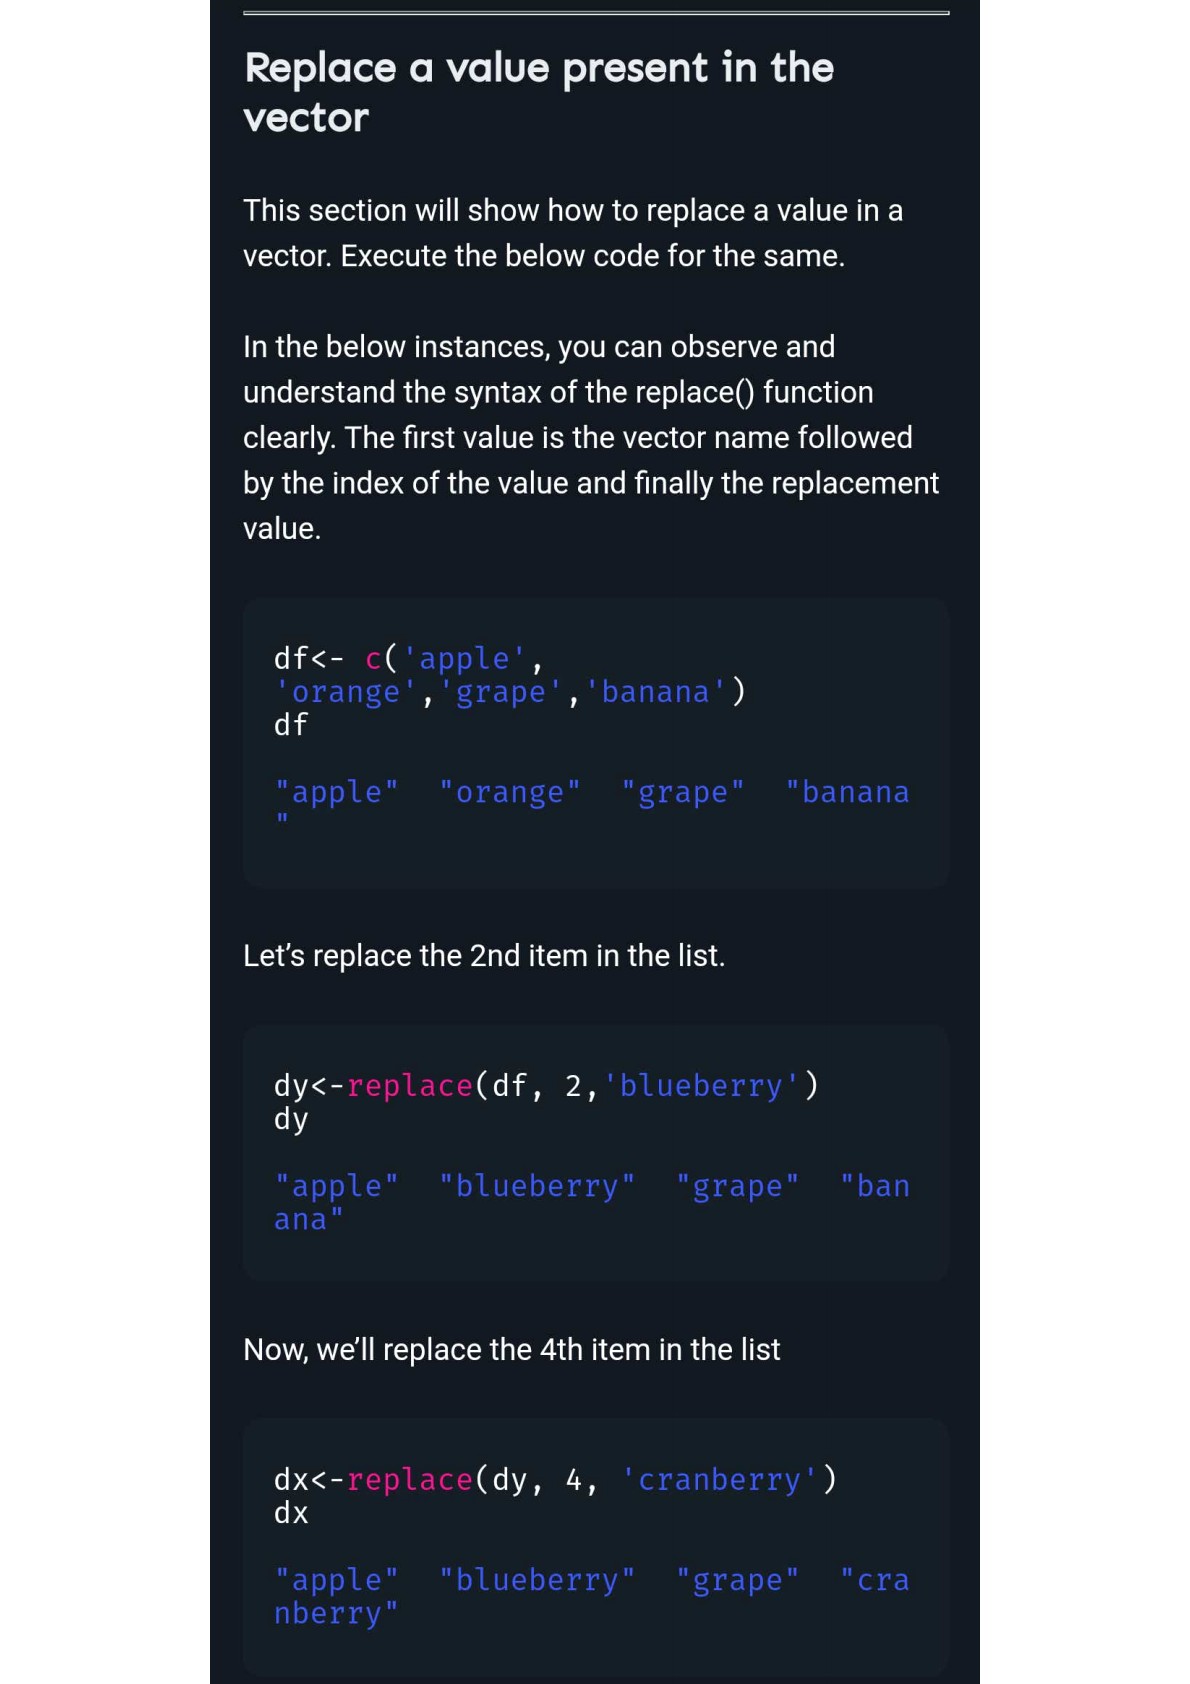 Replace a value present in the
vector
This section will show how to replace a value in a
vector. Execute the below code for the same.
In the below instances, you can observe and
understand the syntax of the replace() function
clearly. The first value is the vector name followed
by the index of the value and finally the replacement
value.
df<- c('apple',
'orange','grape','banana')
df
"apple"  "orange"  "grape"  "banana
"
Let’s replace the 2nd item in the list.
dy<-replace(df, 2,'blueberry')
dy
"apple"  "blueberry"  "grape"  "ban
ana"
Now, we’ll replace the 4th item in the list
dx<-replace(dy, 4, 'cranberry')
dx
"apple"  "blueberry"  "grape"  "cra
nberry"